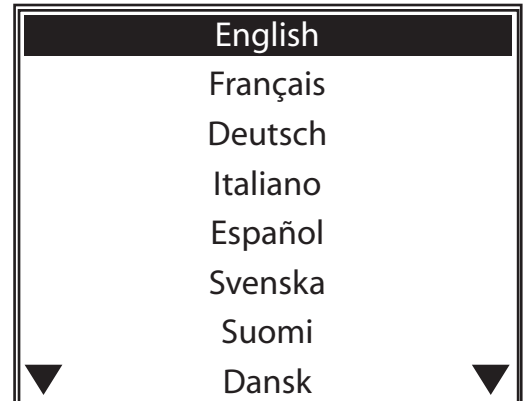 English
Français
Deutsch
Italiano
Español
Svenska
Suomi
Dansk